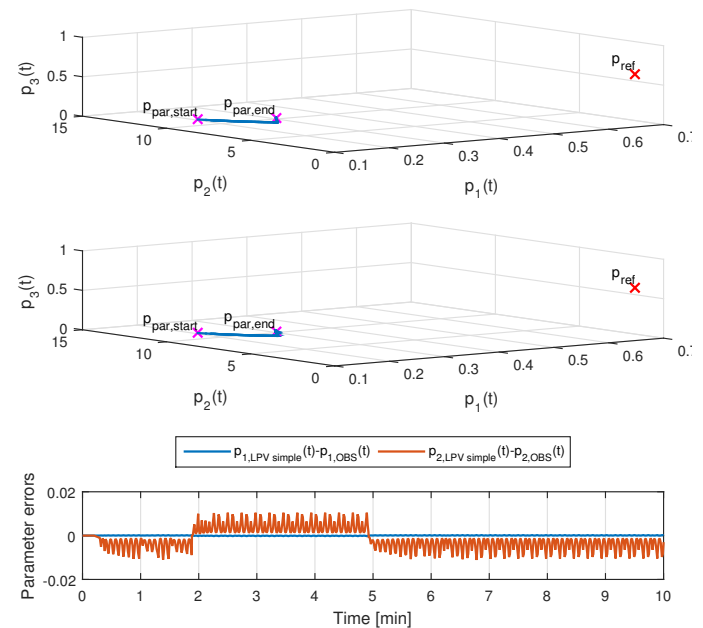 1
0.5
0
p3(t)
15
10
5
0
p2(t)
0.1
0.2
0.3
0.4
0.5
0.6
0.7
p1(t)
ppar,start
ppar,end
pref
1
0.5
0
p3(t)
15
10
5
0
p2(t)
0.1
0.2
0.3
0.4
0.5
0.6
p1(t)
ppar,start
ppar,end
pref
p1,LPV simple(t)-p1,OBS(t) p2,LPV simple(t)-p2,OBS(t)
Parameter errors
0.02
0
-0.02
0 1 2 3 4 5 6 7 8 9 10
Time [min]